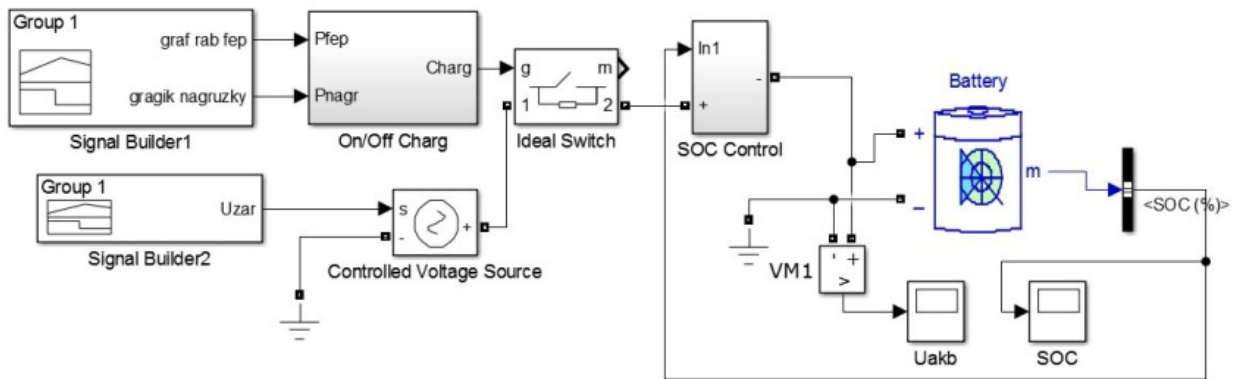 Group 1
graf rab fep
gragik nagruzky
Signal Builder1
Pfep
Pnagr
Charg
On/Off Charg
g
m
1
2
Ideal Switch
In1
+
-
SOC Control
Battery
+
m
–
<SOC (%)>
Group 1
Uzar
Signal Builder2
s
-
+
Controlled Voltage Source
VM1
- +
v
Uakb
SOC